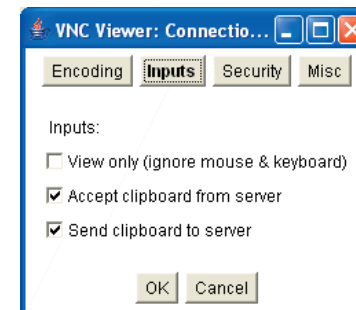 VNC Viewer: Connectio...
Encoding Inputs Security Misc
Inputs:
View only (ignore mouse & keyboard)
Accept clipboard from server
Send clipboard to server
OK Cancel